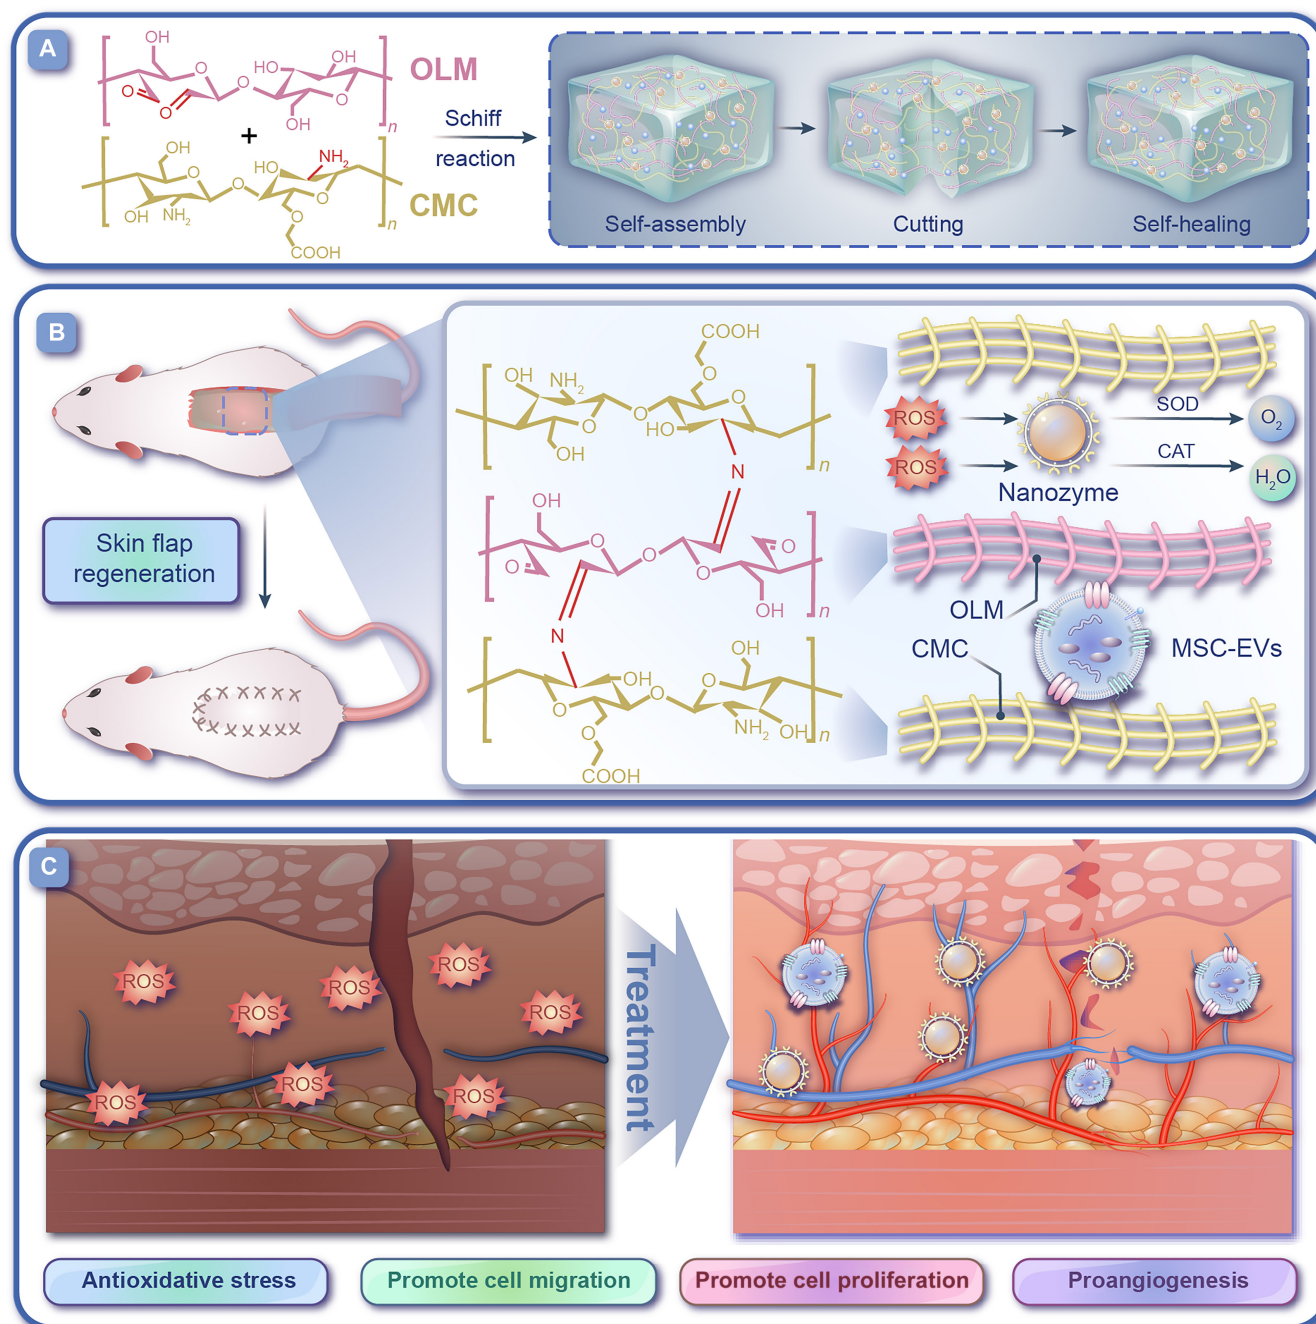 A
OH
O
O
O
O
HO
OH
O
OH
n
OLM
+
OH
O
OH
NH₂
O
HO
NH₂
O
O
COOH
n
CMC
Schiff
reaction
Self-assembly
Cutting
Self-healing
B
Skin flap
regeneration
COOH
O
OH
NH₂
O
O
HO
O
OH
n
N
OH
O
O
O
O
O
OH
n
N
OH
O
O
O
OH
O
NH₂
OH
n
O
COOH
ROS
SOD
O₂
ROS
CAT
H₂O
Nanozyme
OLM
CMC
MSC-EVs
C
ROS
ROS
ROS
ROS
ROS
ROS
ROS
ROS
Treatment
Antioxidative stress
Promote cell migration
Promote cell proliferation
Proangiogenesis